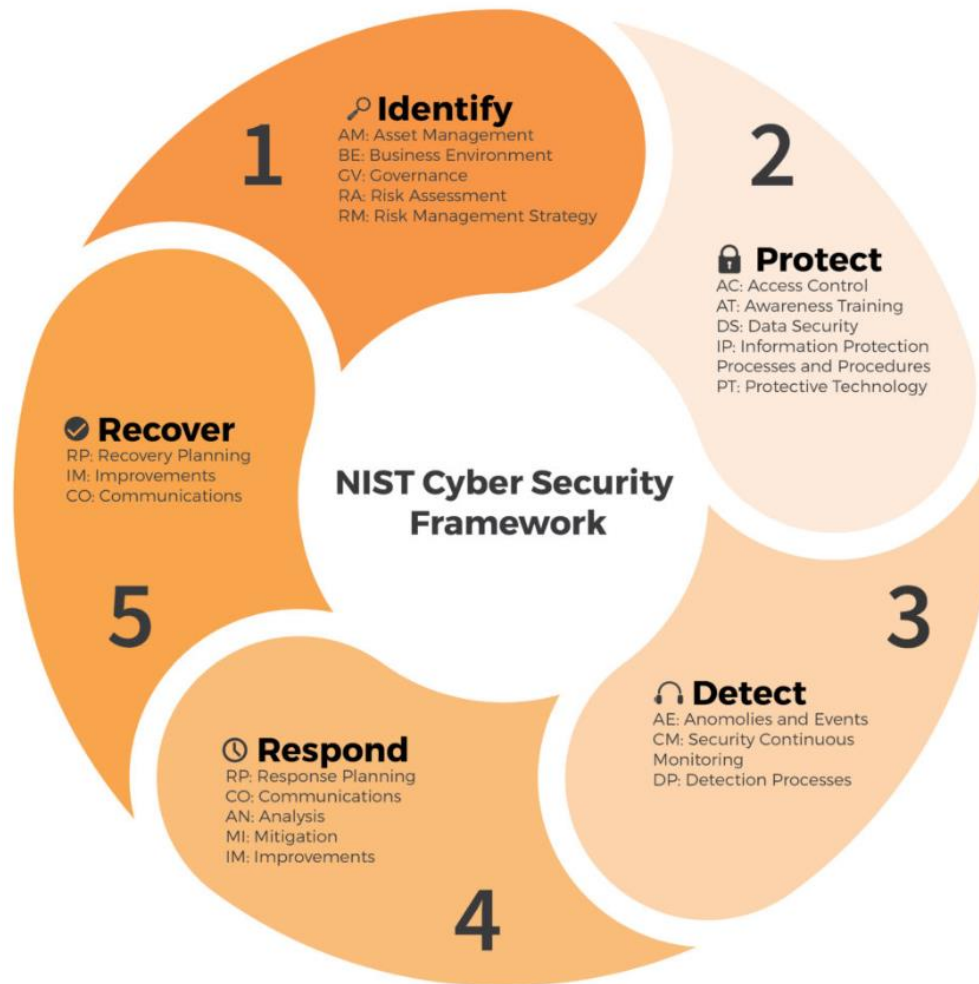 1
Identify
AM: Asset Management
BE: Business Environment
GV: Governance
RA: Risk Assessment
RM: Risk Management Strategy
2
Protect
AC: Access Control
AT: Awareness Training
DS: Data Security
IP: Information Protection
Processes and Procedures
PT: Protective Technology
NIST Cyber Security
Framework
3
Detect
AE: Anomolies and Events
CM: Security Continuous
Monitoring
DP: Detection Processes
4
Respond
RP: Response Planning
CO: Communications
AN: Analysis
MI: Mitigation
IM: Improvements
5
Recover
RP: Recovery Planning
IM: Improvements
CO: Communications